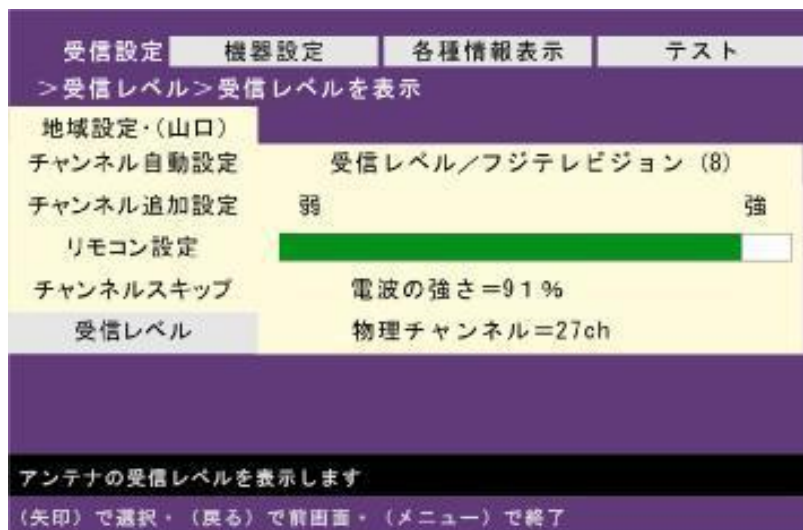 受信設定 機器設定 各種情報表示 テスト
＞受信レベル＞受信レベルを表示
地域設定・(山口)
チャンネル自動設定 受信レベル／フジテレビジョン (8)
チャンネル追加設定 弱 強
リモコン設定
チャンネルスキップ 電波の強さ＝91％
受信レベル 物理チャンネル＝27ch
アンテナの受信レベルを表示します
(矢印) で選択・ (戻る) で前画面・ (メニュー) で終了